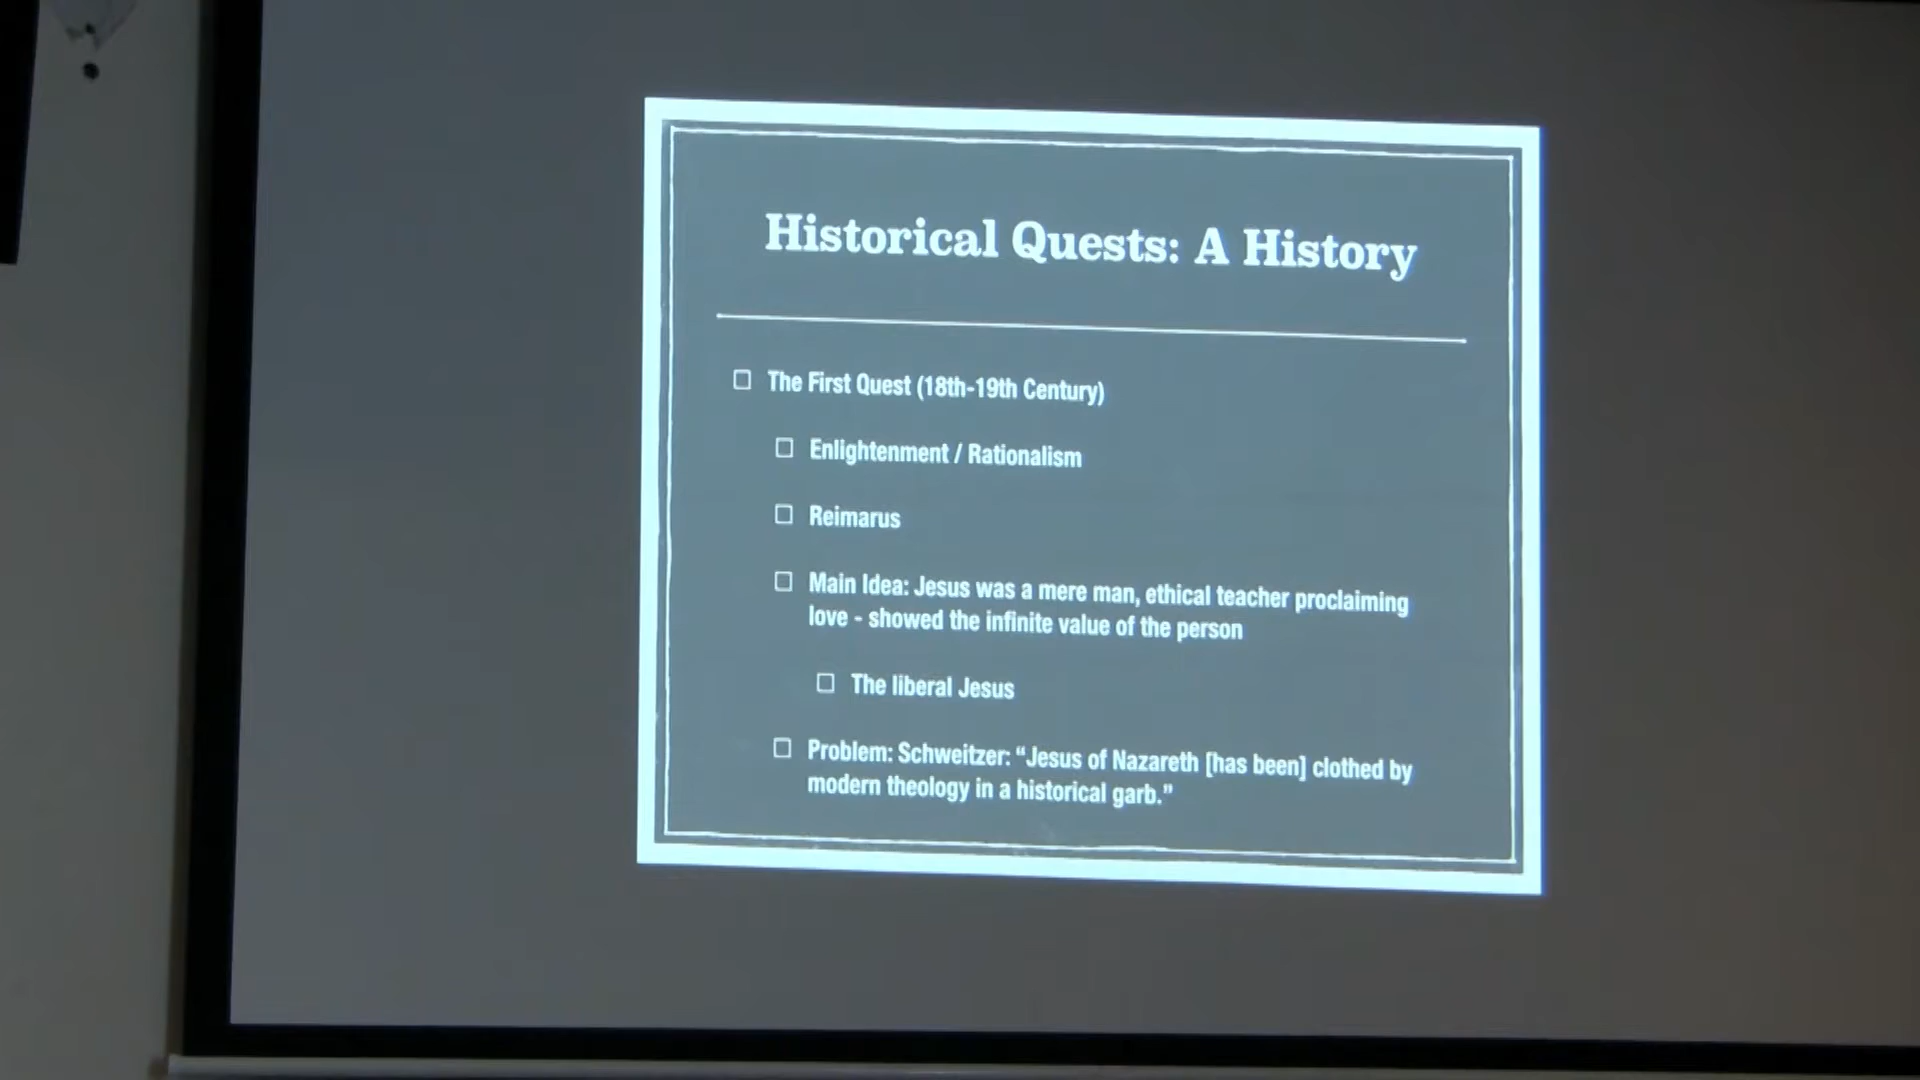 Historical Quests: A History
The First Quest (18th-19th Century)
Enlightenment / Rationalism
Reimarus
Main Idea: Jesus was a mere man, ethical teacher proclaiming
love - showed the infinite value of the person
The liberal Jesus
Problem: Schweitzer: “Jesus of Nazareth [has been] clothed by
modern theology in a historical garb.”